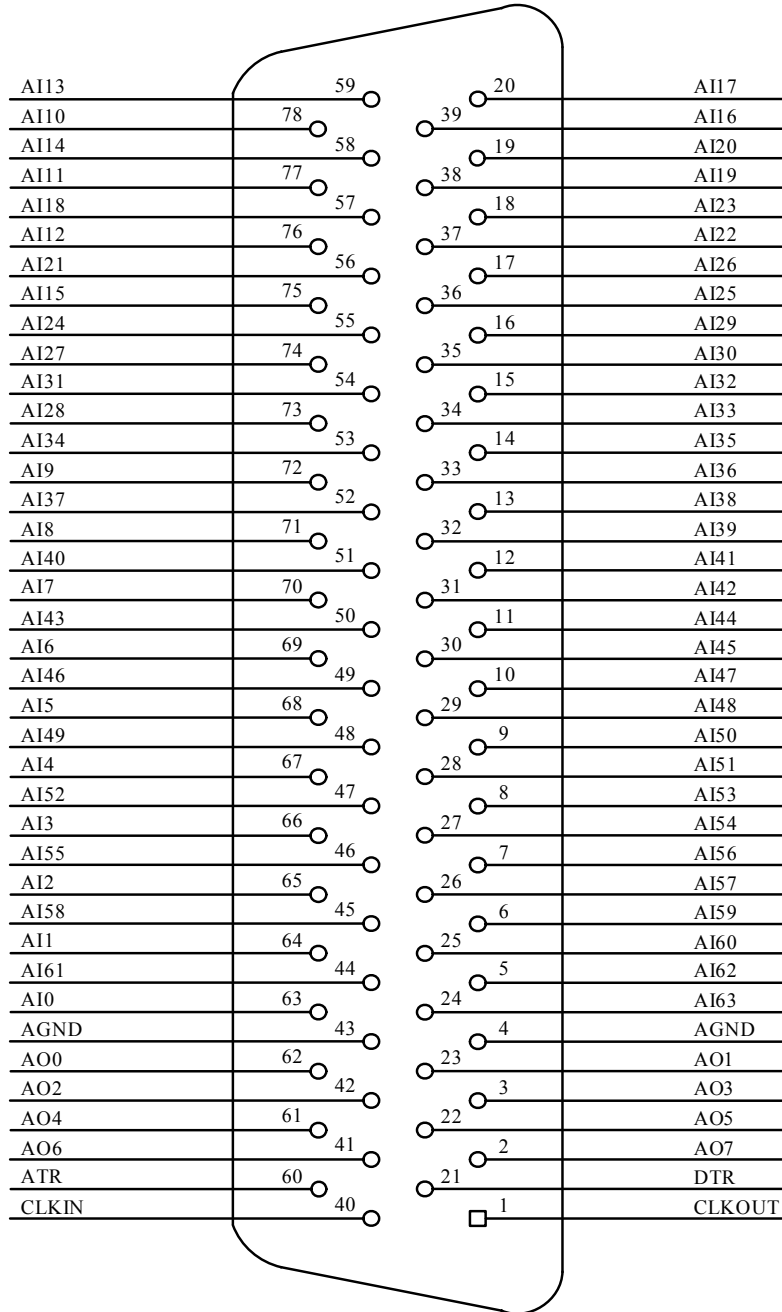 AI13 59 20 AI17
AI10 78 39 AI16
AI14 58 19 AI20
AI11 77 38 AI19
AI18 57 18 AI23
AI12 76 37 AI22
AI21 56 17 AI26
AI15 75 36 AI25
AI24 55 16 AI29
AI27 74 35 AI30
AI31 54 15 AI32
AI28 73 34 AI33
AI34 53 14 AI35
AI9 72 33 AI36
AI37 52 13 AI38
AI8 71 32 AI39
AI40 51 12 AI41
AI7 70 31 AI42
AI43 50 11 AI44
AI6 69 30 AI45
AI46 49 10 AI47
AI5 68 29 AI48
AI49 48 9 AI50
AI4 67 28 AI51
AI52 47 8 AI53
AI3 66 27 AI54
AI55 46 7 AI56
AI2 65 26 AI57
AI58 45 6 AI59
AI1 64 25 AI60
AI61 44 5 AI62
AI0 63 24 AI63
AGND 43 4 AGND
AO0 62 23 AO1
AO2 42 3 AO3
AO4 61 22 AO5
AO6 41 2 AO7
ATR 60 21 DTR
CLKIN 40 1 CLKOUT